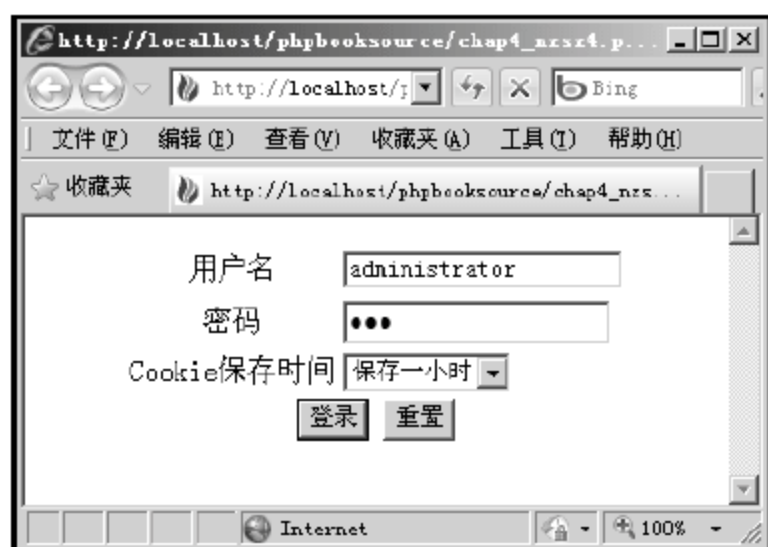 http://localhost/phpbooksource/chap4_nrsr4.p...
http://localhost/p
Bing
文件(F) 编辑(E) 查看(V) 收藏夹(A) 工具(T) 帮助(H)
收藏夹 http://localhost/phpbooksource/chap4_nrs...
用户名 administrator
密码 ●●●
Cookie保存时间 保存一小时
登录 重置
Internet 100%